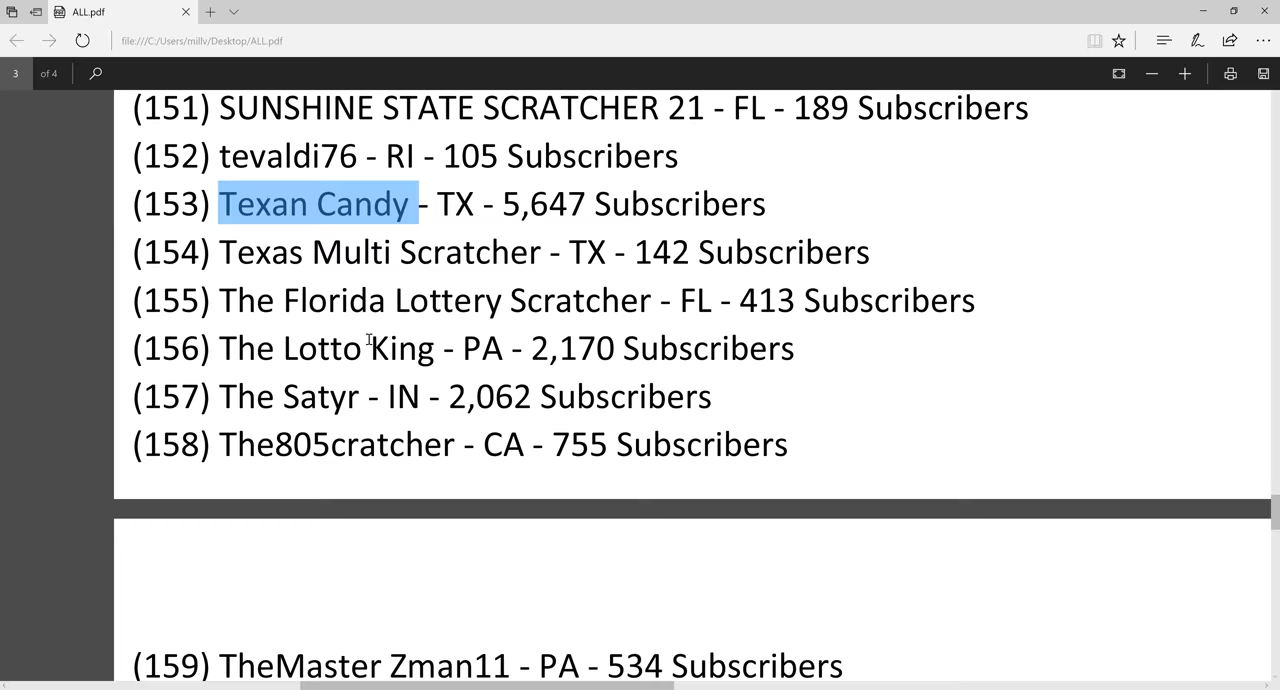 ALL.pdf
file:///C:/Users/millv/Desktop/ALL.pdf
3 of 4
(151) SUNSHINE STATE SCRATCHER 21 - FL - 189 Subscribers
(152) tevaldi76 - RI - 105 Subscribers
(153) Texan Candy - TX - 5,647 Subscribers
(154) Texas Multi Scratcher - TX - 142 Subscribers
(155) The Florida Lottery Scratcher - FL - 413 Subscribers
(156) The Lotto King - PA - 2,170 Subscribers
(157) The Satyr - IN - 2,062 Subscribers
(158) The805cratcher - CA - 755 Subscribers
(159) TheMaster Zman11 - PA - 534 Subscribers